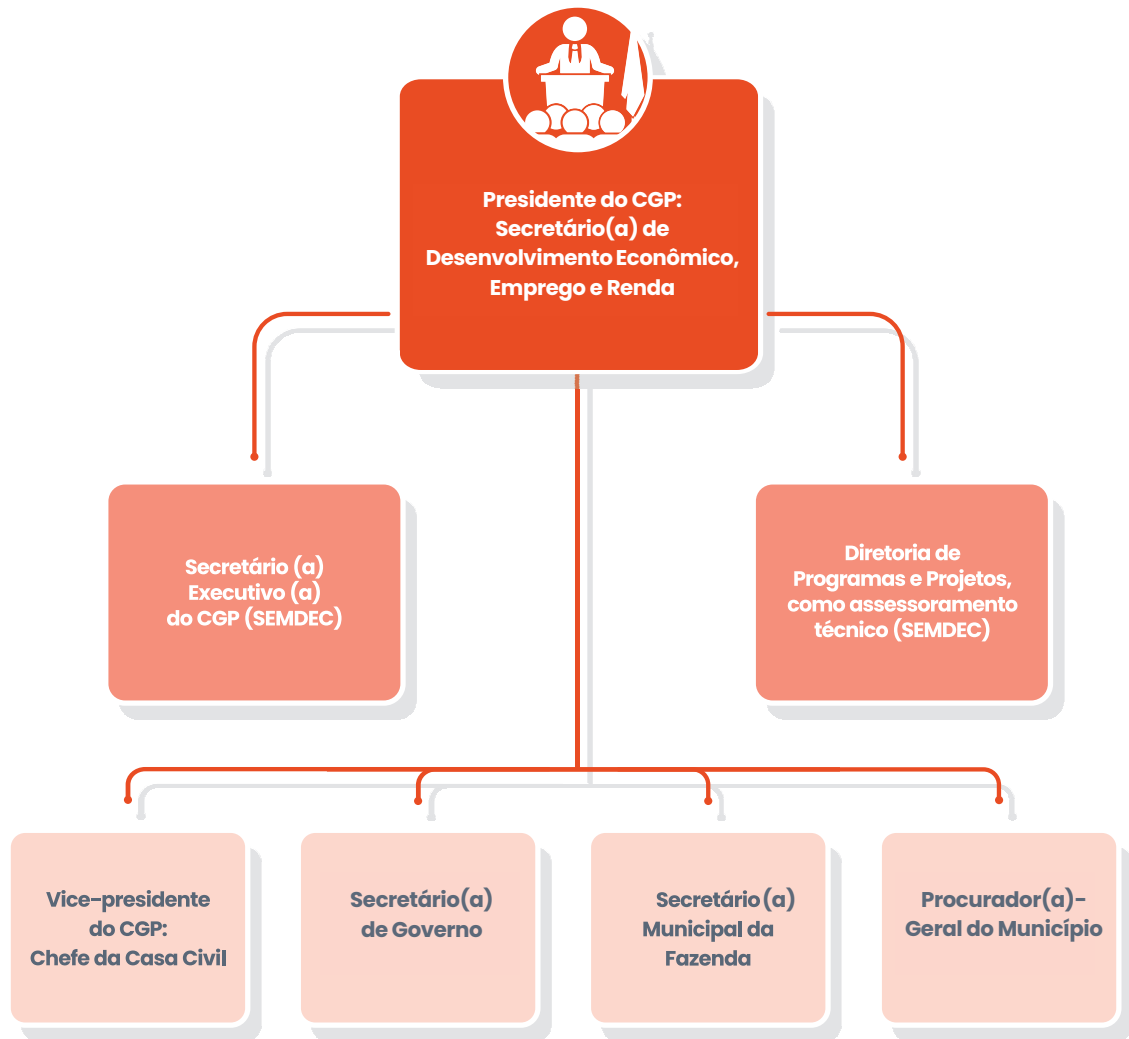 Presidente do CGP:
Secretário(a) de
Desenvolvimento Econômico,
Emprego e Renda
Secretário (a)
Executivo (a)
do CGP (SEMDEC)
Diretoria de
Programas e Projetos,
como assessoramento
técnico (SEMDEC)
Vice-presidente
do CGP:
Chefe da Casa Civil
Secretário(a)
de Governo
Secretário (a)
Municipal da
Fazenda
Procurador(a)-
Geral do Município